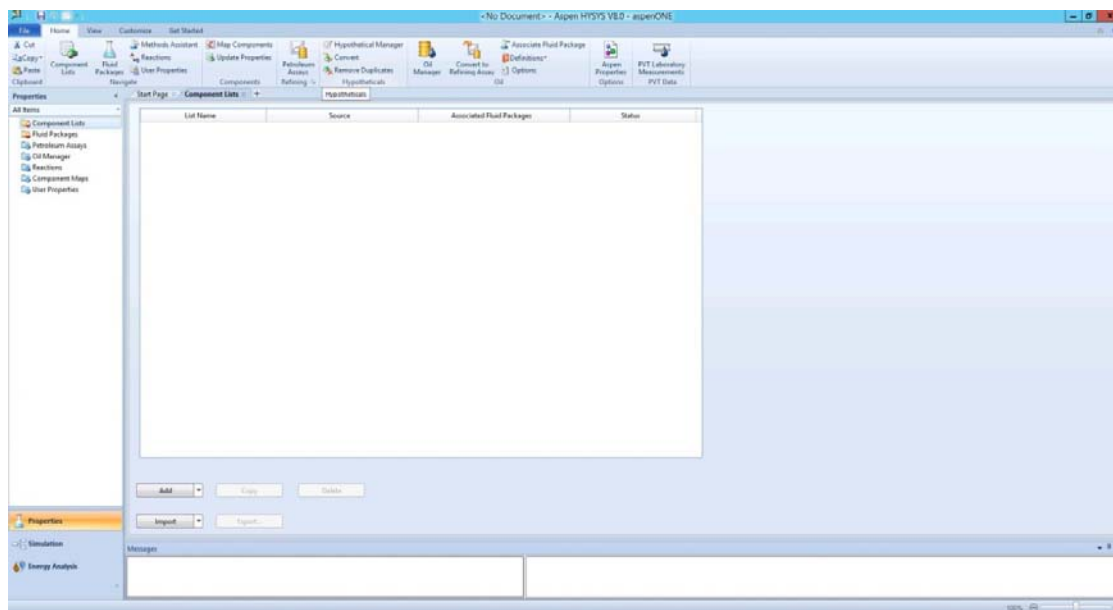 <No Document> - Aspen HYSYS V8.0 - aspenONE
File Home View Customize Get Started
Cut
Copy
Paste
Clipboard
Component Lists
Fluid Packages
Methods Assistant
Reactions
User Properties
Navigate
Map Components
Update Properties
Components
Petroleum Assays
Refining
Hypothetical Manager
Convert
Remove Duplicates
Hypotheticals
Oil Manager
Convert to Refining Assay
Associate Fluid Package
Definitions
Options
Oil
Aspen Properties
Options
PVT Laboratory Measurements
PVT Data
Hypotheticals
Properties
All Items
Component Lists
Fluid Packages
Petroleum Assays
Oil Manager
Reactions
Component Maps
User Properties
Start Page Component Lists +
List Name Source Associated Fluid Packages Status
Add Copy Delete
Import Export...
Properties
Simulation
Energy Analysis
Messages
100%